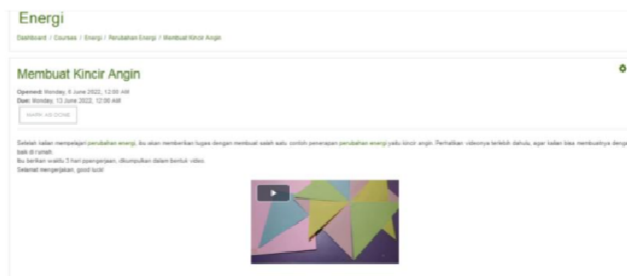 Energi
Dashboard / Courses / Energi / Perubahan Energi / Membuat Kincir Angin
Membuat Kincir Angin
Opened: Monday, 6 June 2022, 12:00 AM
Due: Monday, 13 June 2022, 12:00 AM
MARK AS DONE
Setelah kalian mempelajari perubahan energi, ibu akan memberikan tugas dengan membuat salah satu contoh penerapan perubahan energi yaitu kincir angin. Perhatikan videonya terlebih dahulu, agar kalian bisa membuatnya denga
baik di rumah
Ibu berikan waktu 3 hari pengerjaan, dikumpulkan dalam bentuk video.
Selamat mengerjakan, good luck!